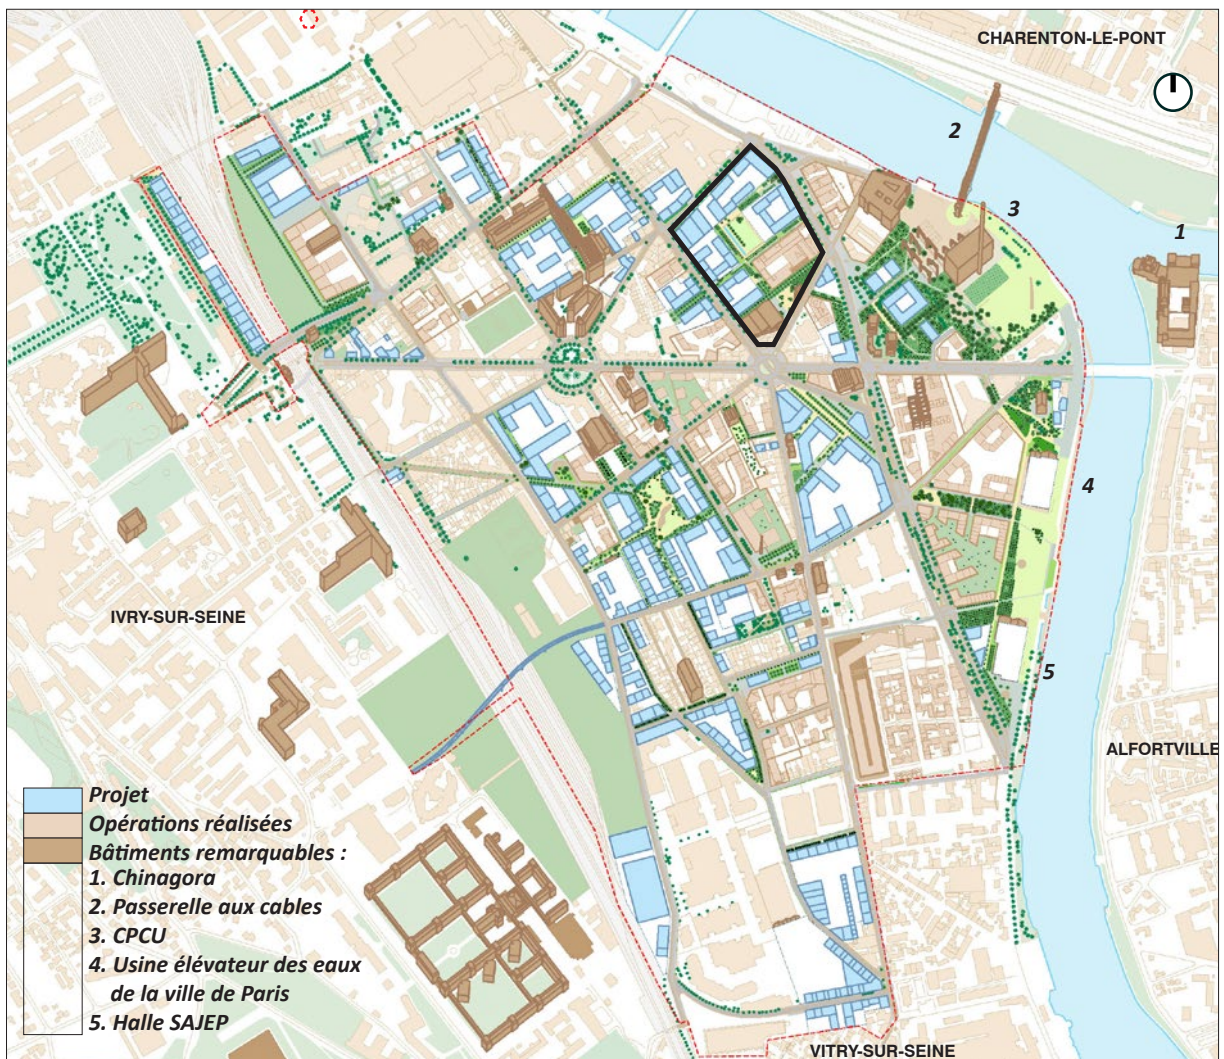 CHARENTON-LE-PONT
2
3
1
4
IVRY-SUR-SEINE
5
ALFORTVILLE
Projet
Opérations réalisées
Bâtiments remarquables :
1. Chinagora
2. Passerelle aux cables
3. CPCU
4. Usine élévateur des eaux
de la ville de Paris
5. Halle SAJEP
VITRY-SUR-SEINE